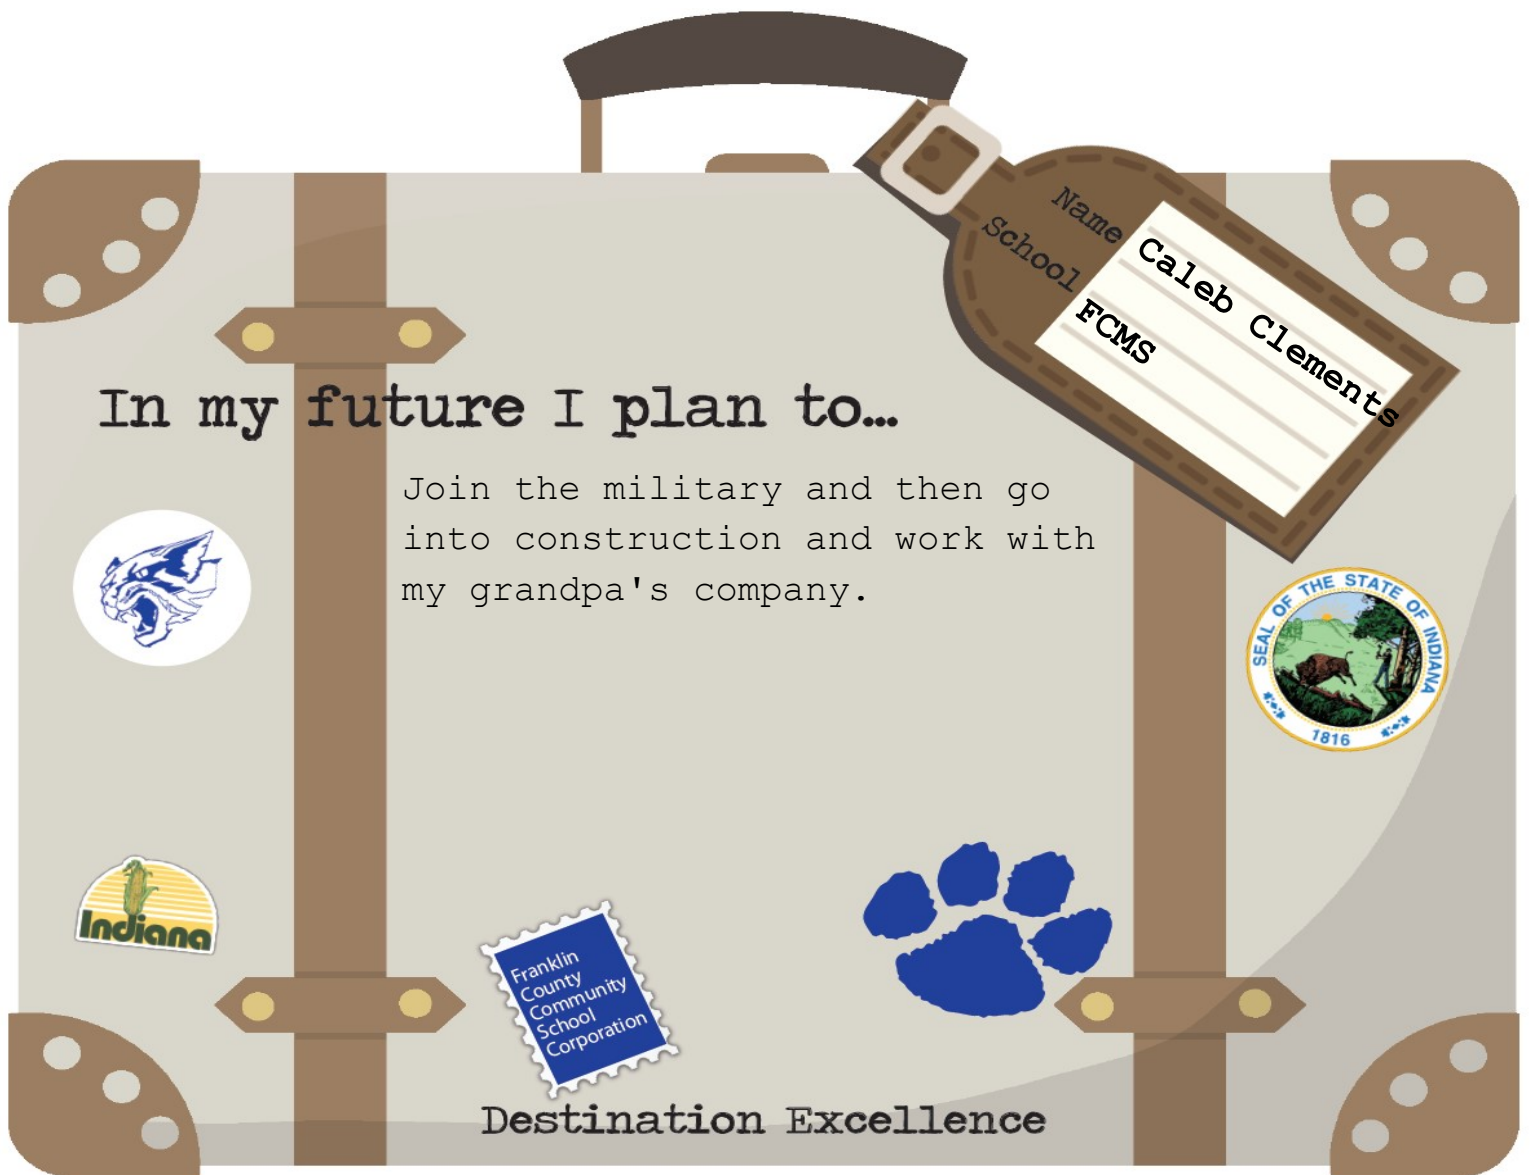 Name Caleb Clements
School FCMS
In my future I plan to...
Join the military and then go
into construction and work with
my grandpa's company.
SEAL OF THE STATE OF INDIANA
1816
Indiana
Franklin
County
Community
School
Corporation
Destination Excellence